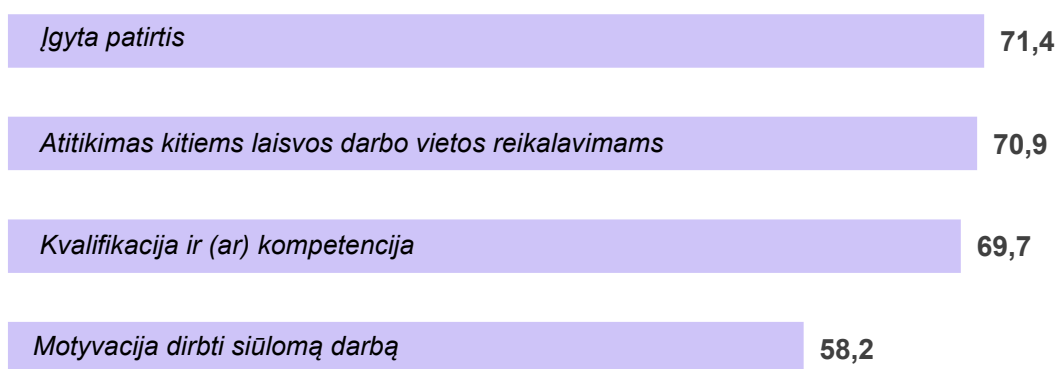 Įgyta patirtis 71,4
Atitikimas kitiems laisvos darbo vietos reikalavimams 70,9
Kvalifikacija ir (ar) kompetencija 69,7
Motyvacija dirbti siūlomą darbą 58,2